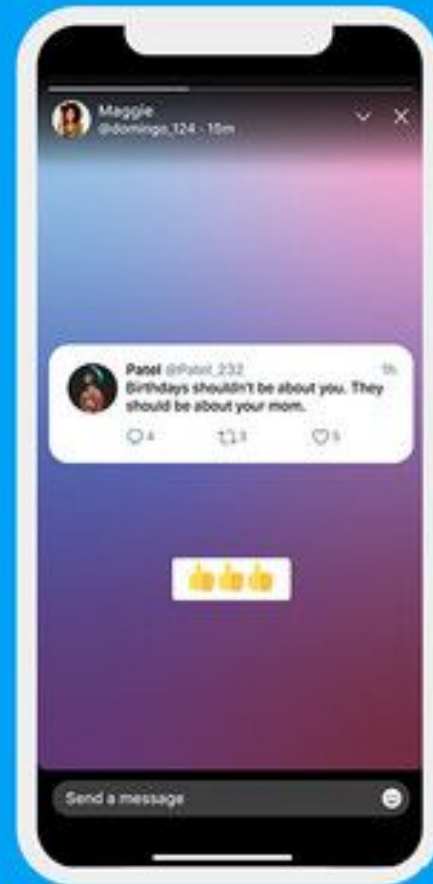 Maggie
@domingo_124 · 15m
Patel @Patel_232 1h
Birthdays shouldn't be about you. They
should be about your mom.
4 3 5
👍👍👍
Send a message